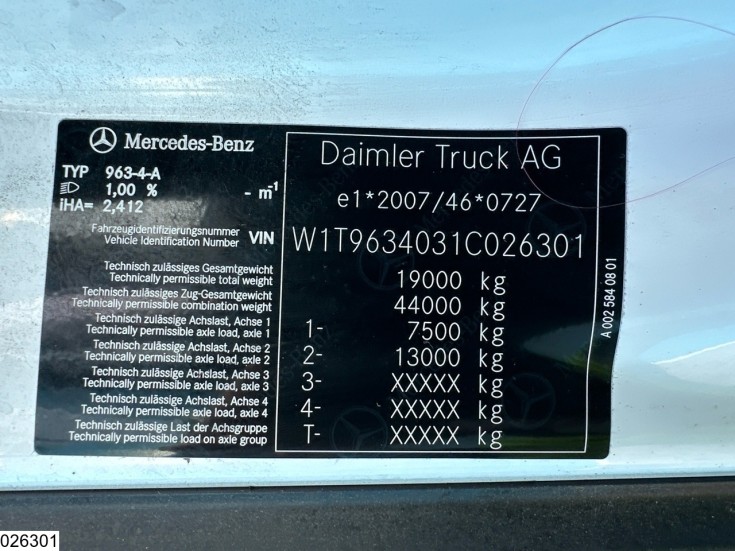 Mercedes-Benz
TYP 963-4-A
1,00 % - m⁻¹
iHA= 2,412
Daimler Truck AG
e1*2007/46*0727
Fahrzeugidentifizierungsnummer
Vehicle Identification Number VIN W1T9634031C026301
Technisch zulässiges Gesamtgewicht
Technically permissible total weight 19000 kg
Technisch zulässiges Zug-Gesamtgewicht
Technically permissible combination weight 44000 kg
Technisch zulässige Achslast, Achse 1
Technically permissible axle load, axle 1 1- 7500 kg
Technisch zulässige Achslast, Achse 2
Technically permissible axle load, axle 2 2- 13000 kg
Technisch zulässige Achslast, Achse 3
Technically permissible axle load, axle 3 3- XXXXX kg
Technisch zulässige Achslast, Achse 4
Technically permissible axle load, axle 4 4- XXXXX kg
Technisch zulässige Last der Achsgruppe
Technically permissible load on axle group T- XXXXX kg
A 002 584 08 01
026301